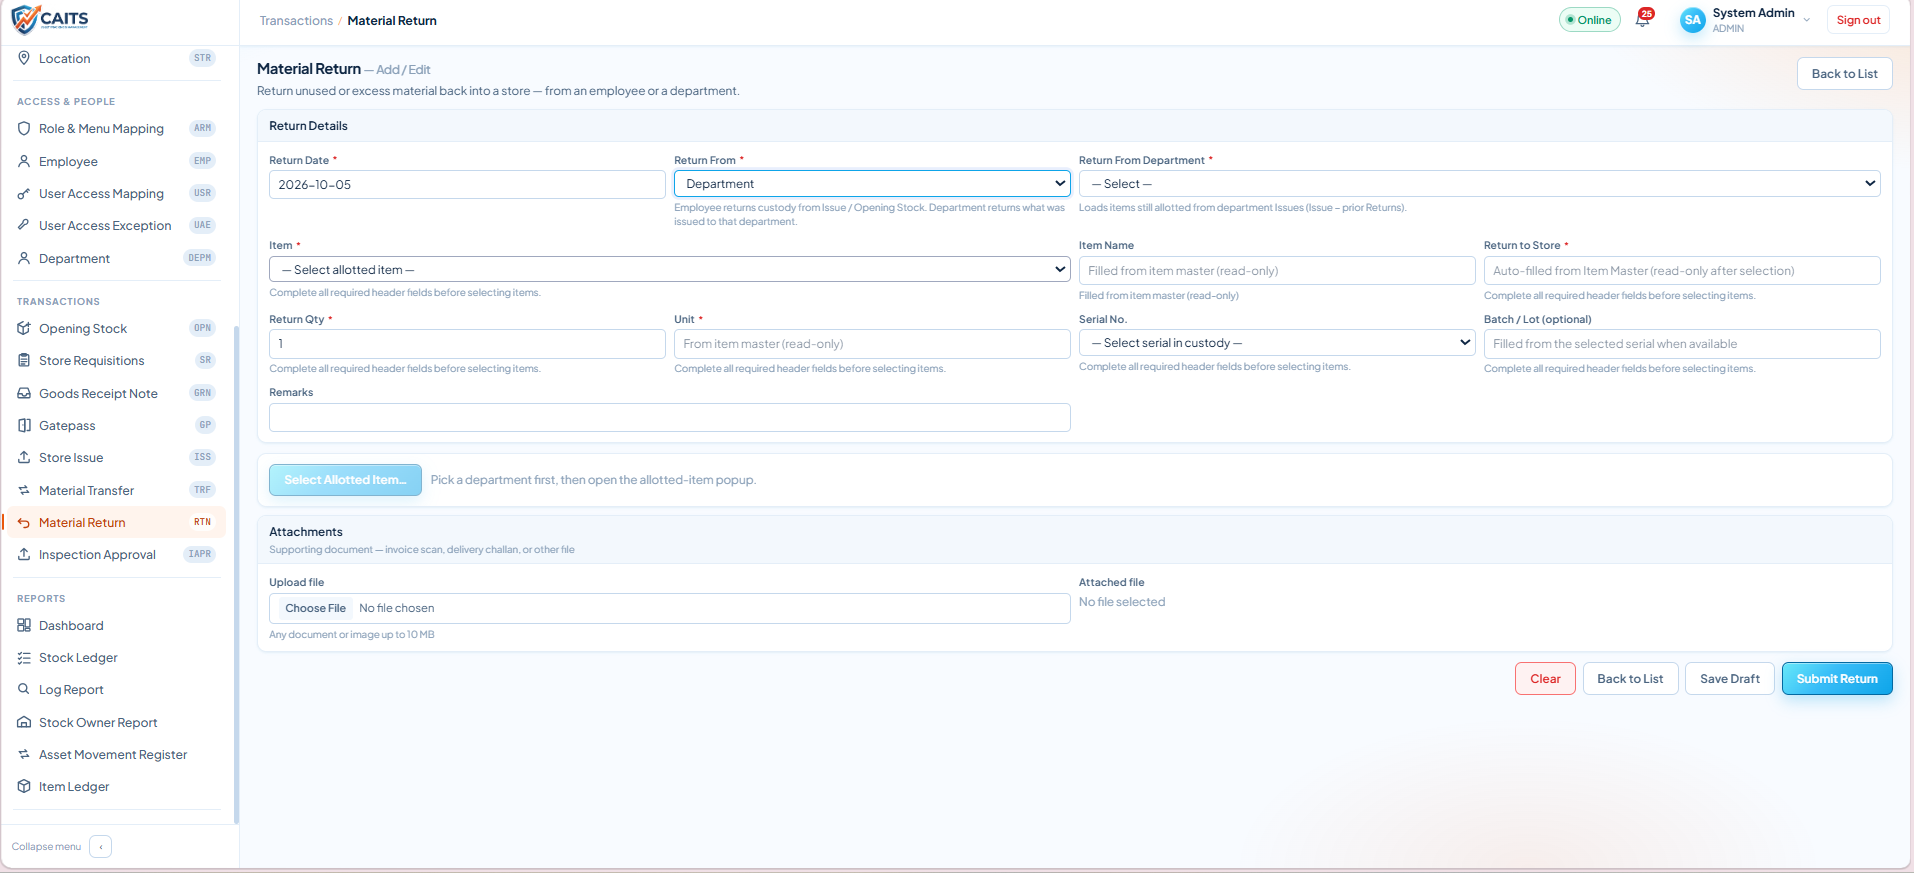 CAITS
Transactions / Material Return
Online
25
SA
System Admin
ADMIN
Sign out
Location STR
ACCESS & PEOPLE
Role & Menu Mapping ARM
Employee EMP
User Access Mapping USR
User Access Exception UAE
Department DEPM
TRANSACTIONS
Opening Stock OPN
Store Requisitions SR
Goods Receipt Note GRN
Gatepass GP
Store Issue ISS
Material Transfer TRF
Material Return RTN
Inspection Approval IAPR
REPORTS
Dashboard
Stock Ledger
Log Report
Stock Owner Report
Asset Movement Register
Item Ledger
Collapse menu ‹
Material Return — Add / Edit
Return unused or excess material back into a store — from an employee or a department.
Back to List
Return Details
Return Date *
2026-10-05
Return From *
Department
Employee returns custody from Issue / Opening Stock. Department returns what was
issued to that department.
Return From Department *
— Select —
Loads items still allotted from department Issues (Issue − prior Returns).
Item *
— Select allotted item —
Complete all required header fields before selecting items.
Item Name
Filled from item master (read-only)
Filled from item master (read-only)
Return to Store *
Auto-filled from Item Master (read-only after selection)
Complete all required header fields before selecting items.
Return Qty *
1
Complete all required header fields before selecting items.
Unit *
From item master (read-only)
Complete all required header fields before selecting items.
Serial No.
— Select serial in custody —
Complete all required header fields before selecting items.
Batch / Lot (optional)
Filled from the selected serial when available
Complete all required header fields before selecting items.
Remarks
Select Allotted Item... Pick a department first, then open the allotted-item popup.
Attachments
Supporting document — invoice scan, delivery challan, or other file
Upload file
Choose File No file chosen
Any document or image up to 10 MB
Attached file
No file selected
Clear
Back to List
Save Draft
Submit Return